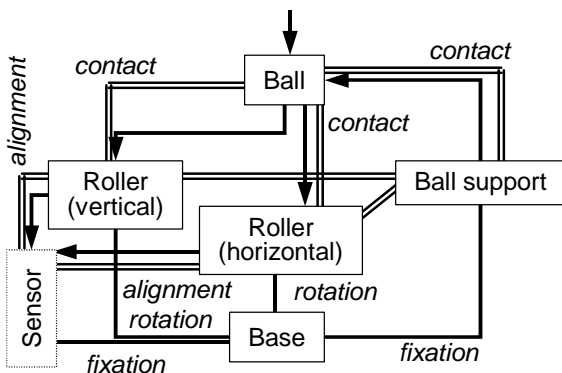 contact
contact
Ball
alignment
contact
Roller
(vertical)
Ball support
Roller
(horizontal)
alignment
rotation
rotation
Sensor
Base
fixation
fixation